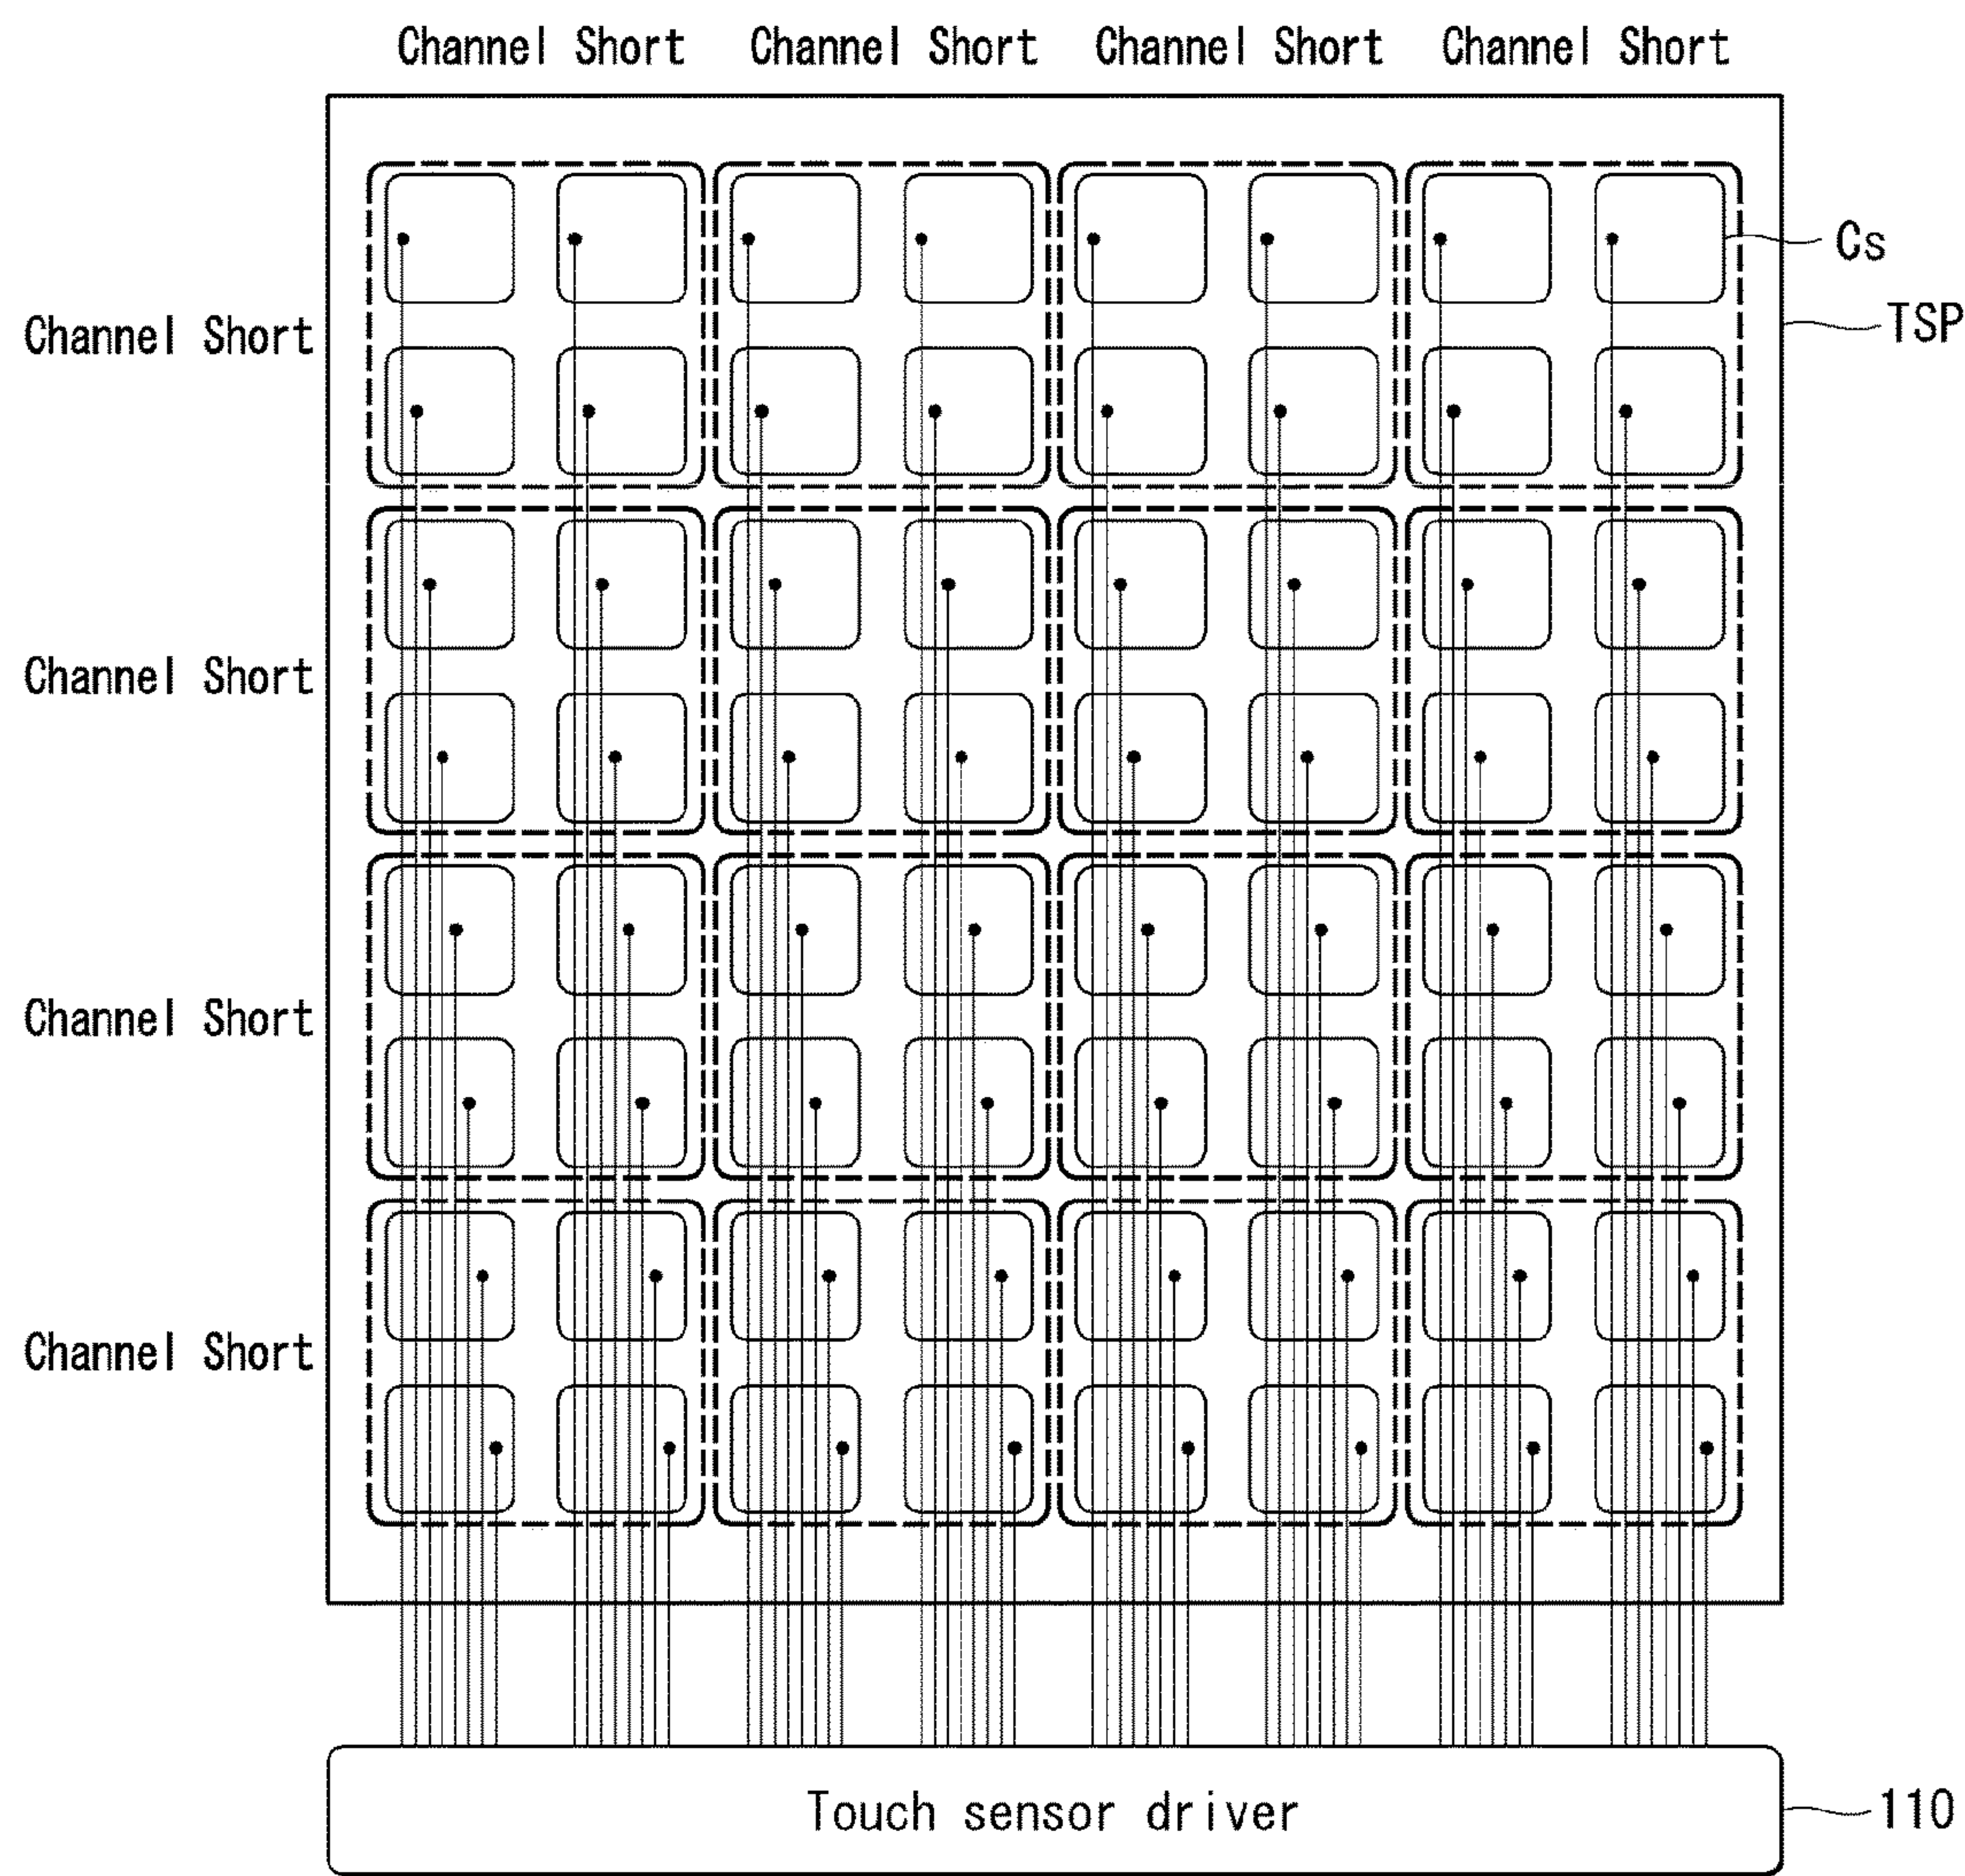 Channel Short Channel Short Channel Short Channel Short
Cs
TSP
Channel Short
Channel Short
Channel Short
Channel Short
Touch sensor driver
110